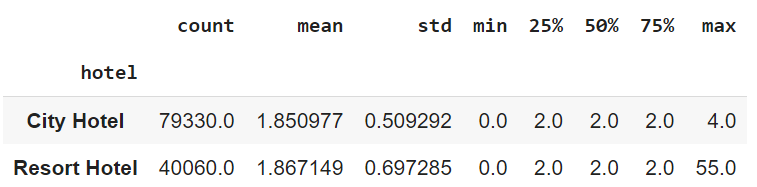 count mean std min 25% 50% 75% max
hotel
City Hotel 79330.0 1.850977 0.509292 0.0 2.0 2.0 2.0 4.0
Resort Hotel 40060.0 1.867149 0.697285 0.0 2.0 2.0 2.0 55.0